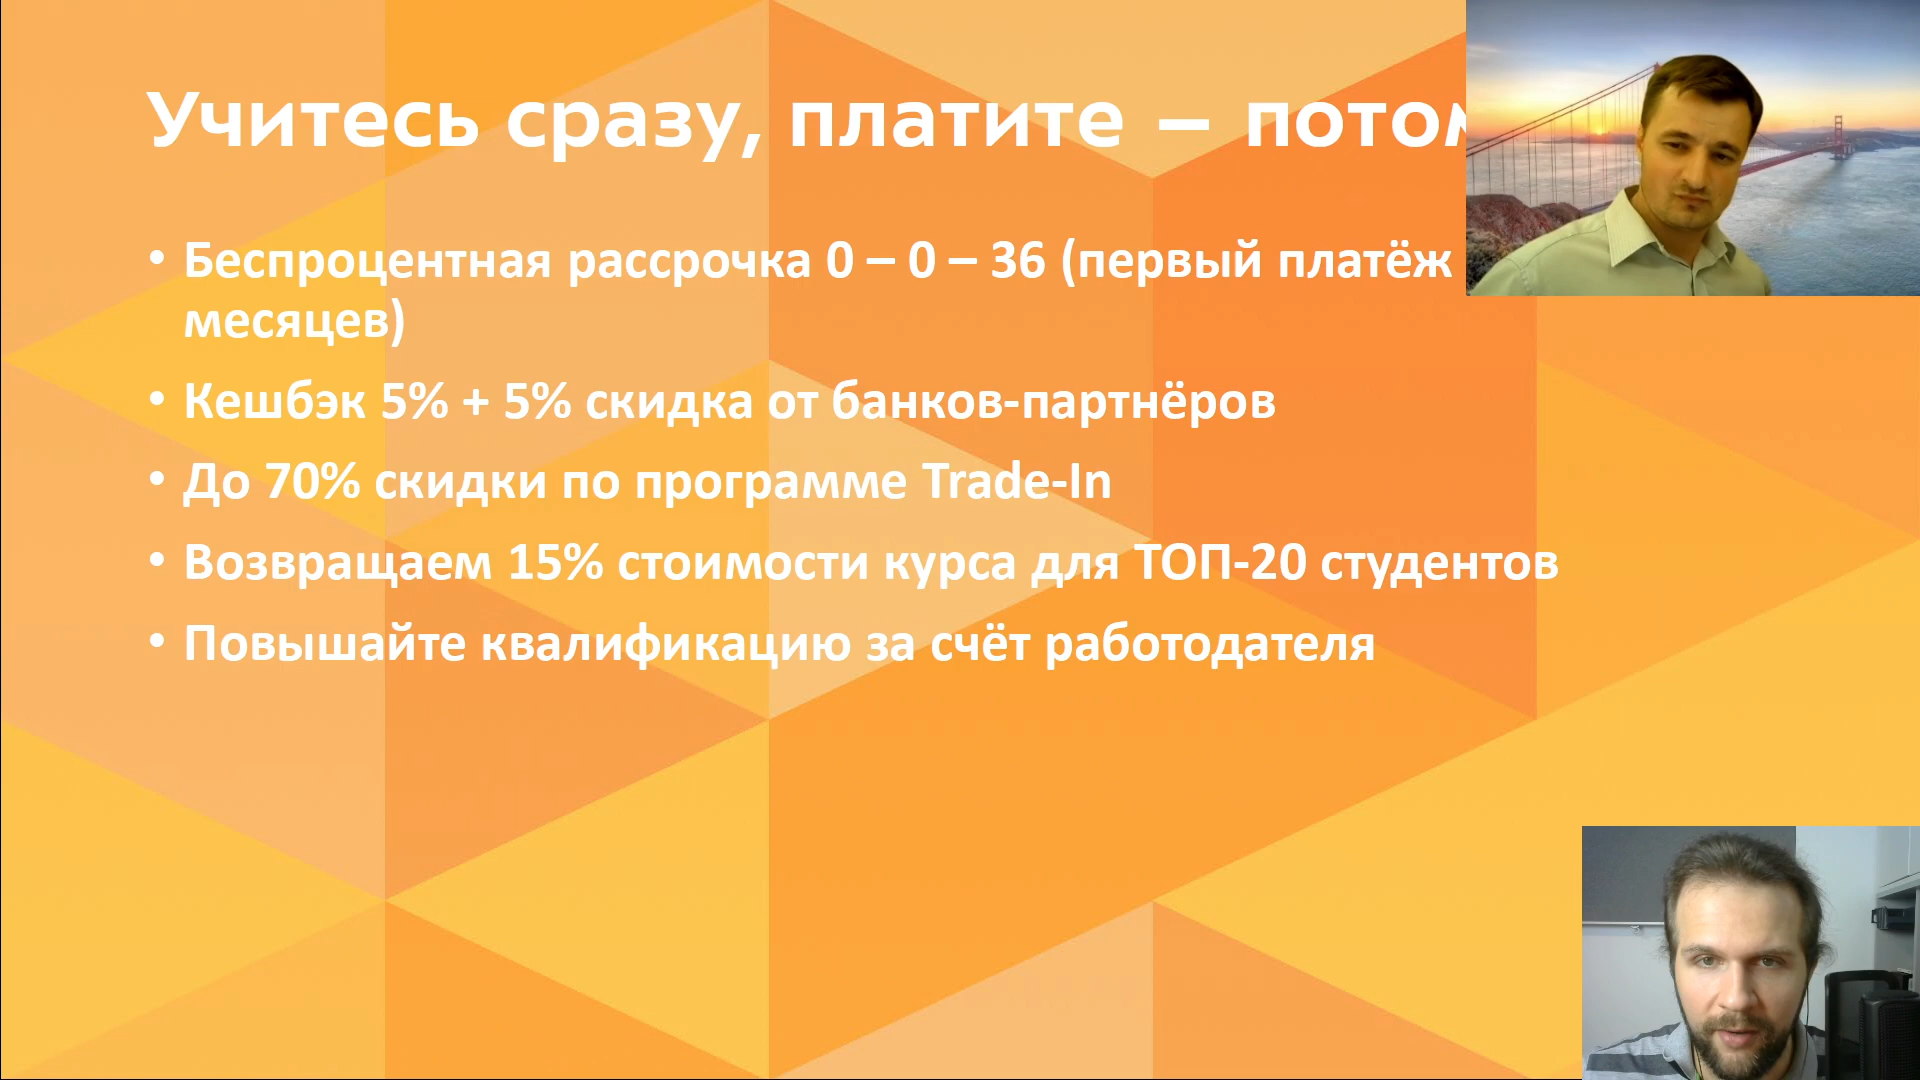 Учитесь сразу, платите – 
• Беспроцентная рассрочка 0 – 0 – 36 (первый платёж
месяцев)
• Кешбэк 5% + 5% скидка от банков-партнёров
• До 70% скидки по программе Trade-In
• Возвращаем 15% стоимости курса для ТОП-20 студентов
• Повышайте квалификацию за счёт работодателя